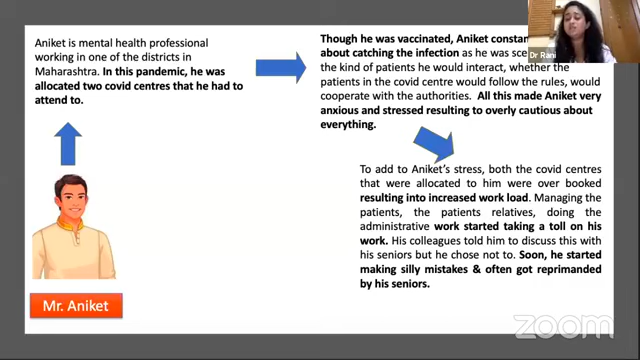 Aniket is mental health professional
working in one of the districts in
Maharashtra. In this pandemic, he was
allocated two covid centres that he had to
attend to.
Though he was vaccinated, Aniket constan
about catching the infection as he was sce
the kind of patients he would interact, whether the
patients in the covid centre would follow the rules, would
cooperate with the authorities. All this made Aniket very
anxious and stressed resulting to overly cautious about
everything.
To add to Aniket's stress, both the covid centres
that were allocated to him were over booked
resulting into increased work load. Managing
the patients, the patients relatives, doing the
administrative work started taking a toll on his
work. His colleagues told him to discuss this with
his seniors but he chose not to. Soon, he started
making silly mistakes & often got reprimanded
by his seniors.
Mr. Aniket
Dr Rani
zoom